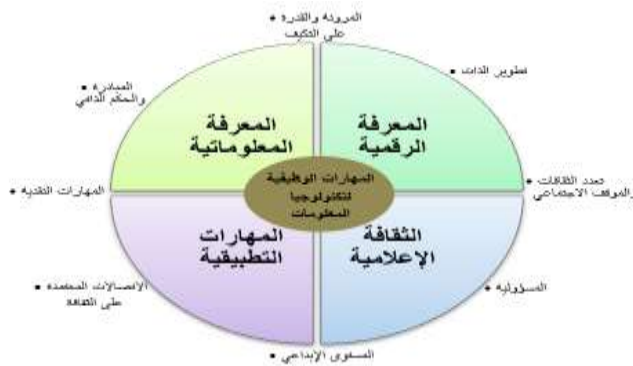 المرونة والقدرة
على التكيف
تطوير الذات
المبادرة
والحكم الذاتي
المعرفة
الرقمية
المعرفة
المعلوماتية
المهارات الوظيفية
لتكنولوجيا
المعلومات
تعدد الثقافات
والموقف الاجتماعي
المهارات النقدية
الثقافة
الإعلامية
المهارات
التطبيقية
المسؤولية
الاتصالات المعتمدة
على الثقافة
المستوى الإبداعي